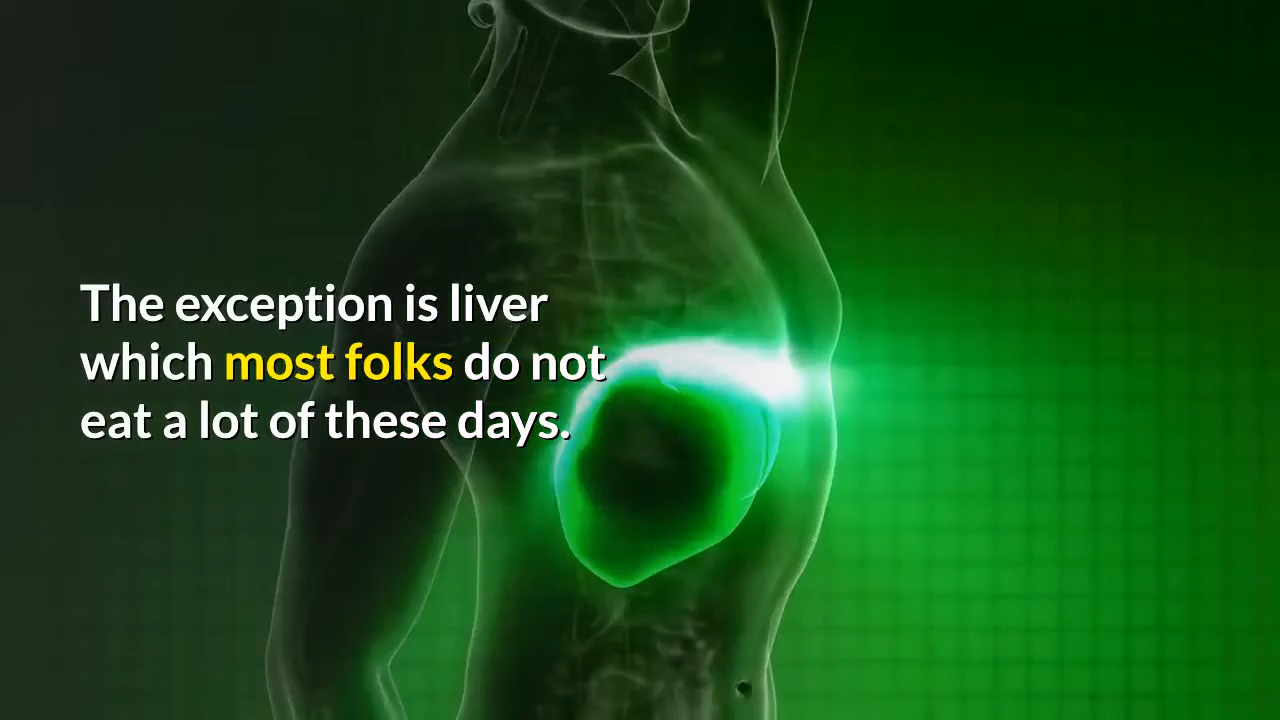 The exception is liver
which most folks do not
eat a lot of these days.